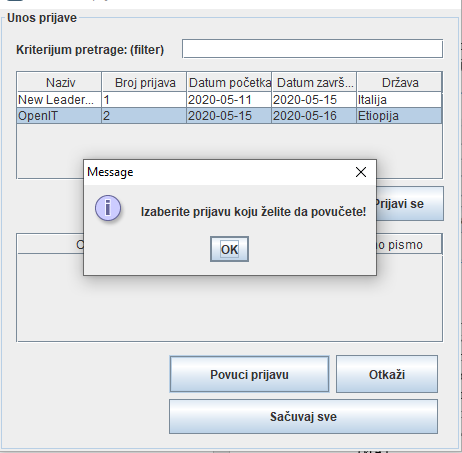 Unos prijave
Kriterijum pretrage: (filter)
Naziv Broj prijava Datum početka Datum završ... Država
New Leader... 1 2020-05-11 2020-05-15 Italija
OpenIT 2 2020-05-15 2020-05-16 Etiopija
Message
Izaberite prijavu koju želite da povučete!
OK
Prijavi se
pismo
Povuci prijavu Otkaži
Sačuvaj sve